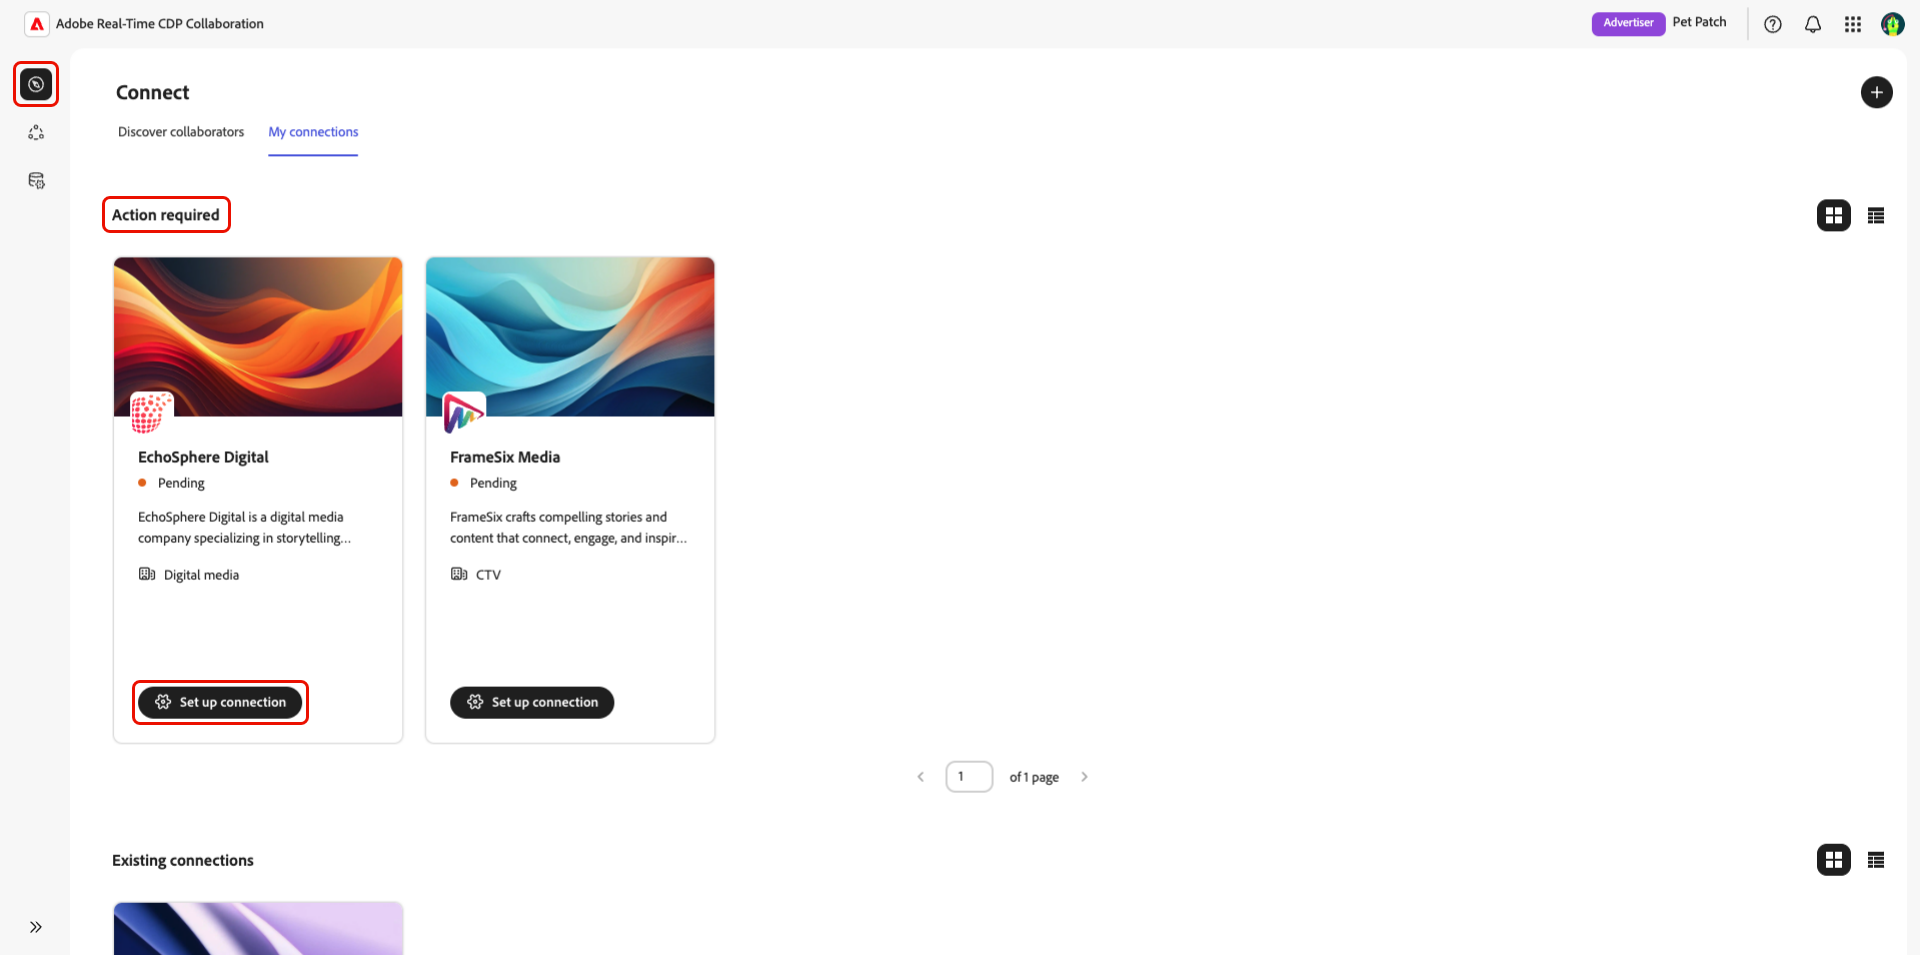 Adobe Real-Time CDP Collaboration
Advertiser Pet Patch
Connect
Discover collaborators My connections
Action required
EchoSphere Digital
Pending
EchoSphere Digital is a digital media
company specializing in storytelling...
Digital media
Set up connection
FrameSix Media
Pending
FrameSix crafts compelling stories and
content that connect, engage, and inspir...
CTV
Set up connection
1 of 1 page
Existing connections